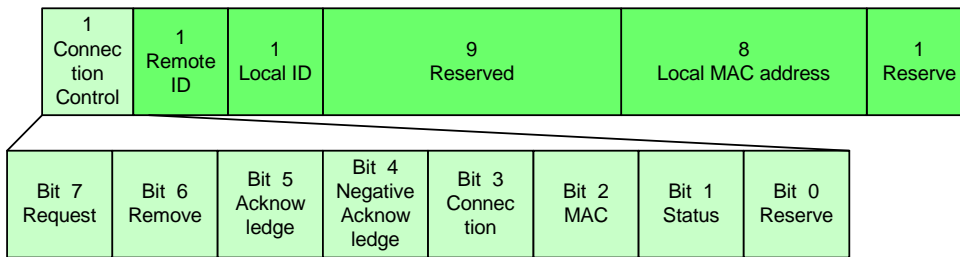 1
Connec
tion
Control
1
Remote
ID
1
Local ID
9
Reserved
8
Local MAC address
1
Reserve
Bit 7
Request
Bit 6
Remove
Bit 5
Acknow
ledge
Bit 4
Negative
Acknow
ledge
Bit 3
Connec
tion
Bit 2
MAC
Bit 1
Status
Bit 0
Reserve